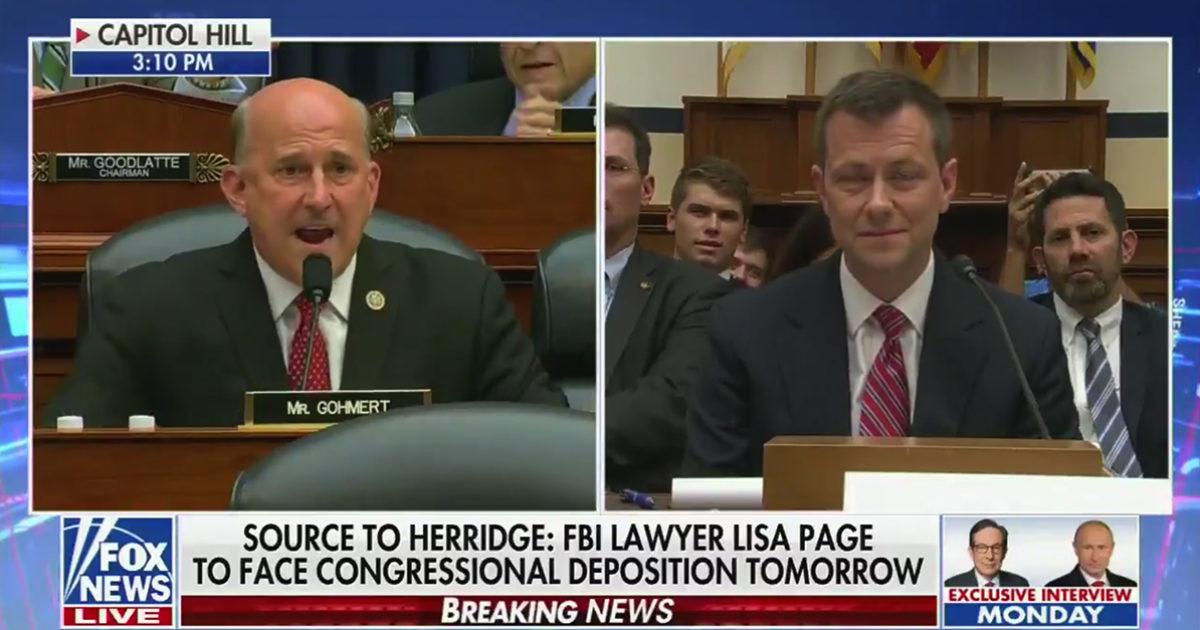 CAPITOL HILL
3:10 PM
MR. GOODLATTE
CHAIRMAN
MR. GOHMERT
SOURCE TO HERRIDGE: FBI LAWYER LISA PAGE
TO FACE CONGRESSIONAL DEPOSITION TOMORROW
BREAKING NEWS
FOX
NEWS
LIVE
EXCLUSIVE INTERVIEW
MONDAY